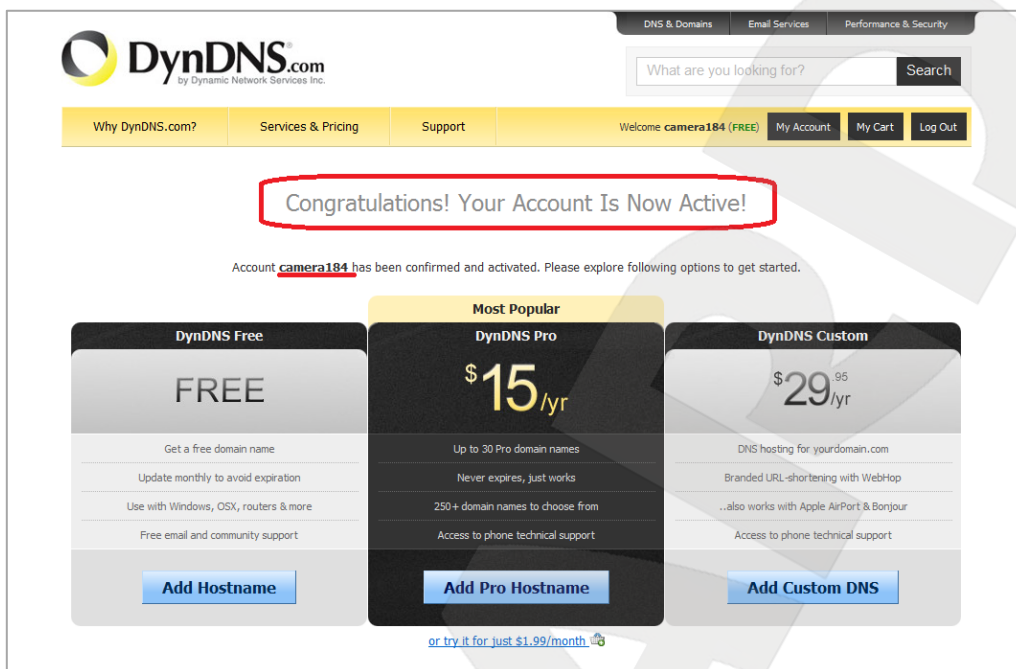 DNS & Domains Email Services Performance & Security
DynDNS.com
by Dynamic Network Services Inc.
What are you looking for? Search
Why DynDNS.com? Services & Pricing Support Welcome camera184 (FREE) My Account My Cart Log Out
Congratulations! Your Account Is Now Active!
Account camera184 has been confirmed and activated. Please explore following options to get started.
Most Popular
DynDNS Free DynDNS Pro DynDNS Custom
FREE $15/yr $29.95/yr
Get a free domain name Up to 30 Pro domain names DNS hosting for yourdomain.com
Update monthly to avoid expiration Never expires, just works Branded URL-shortening with WebHop
Use with Windows, OSX, routers & more 250+ domain names to choose from ..also works with Apple AirPort & Bonjour
Free email and community support Access to phone technical support Access to phone technical support
Add Hostname Add Pro Hostname Add Custom DNS
or try it for just $1.99/month